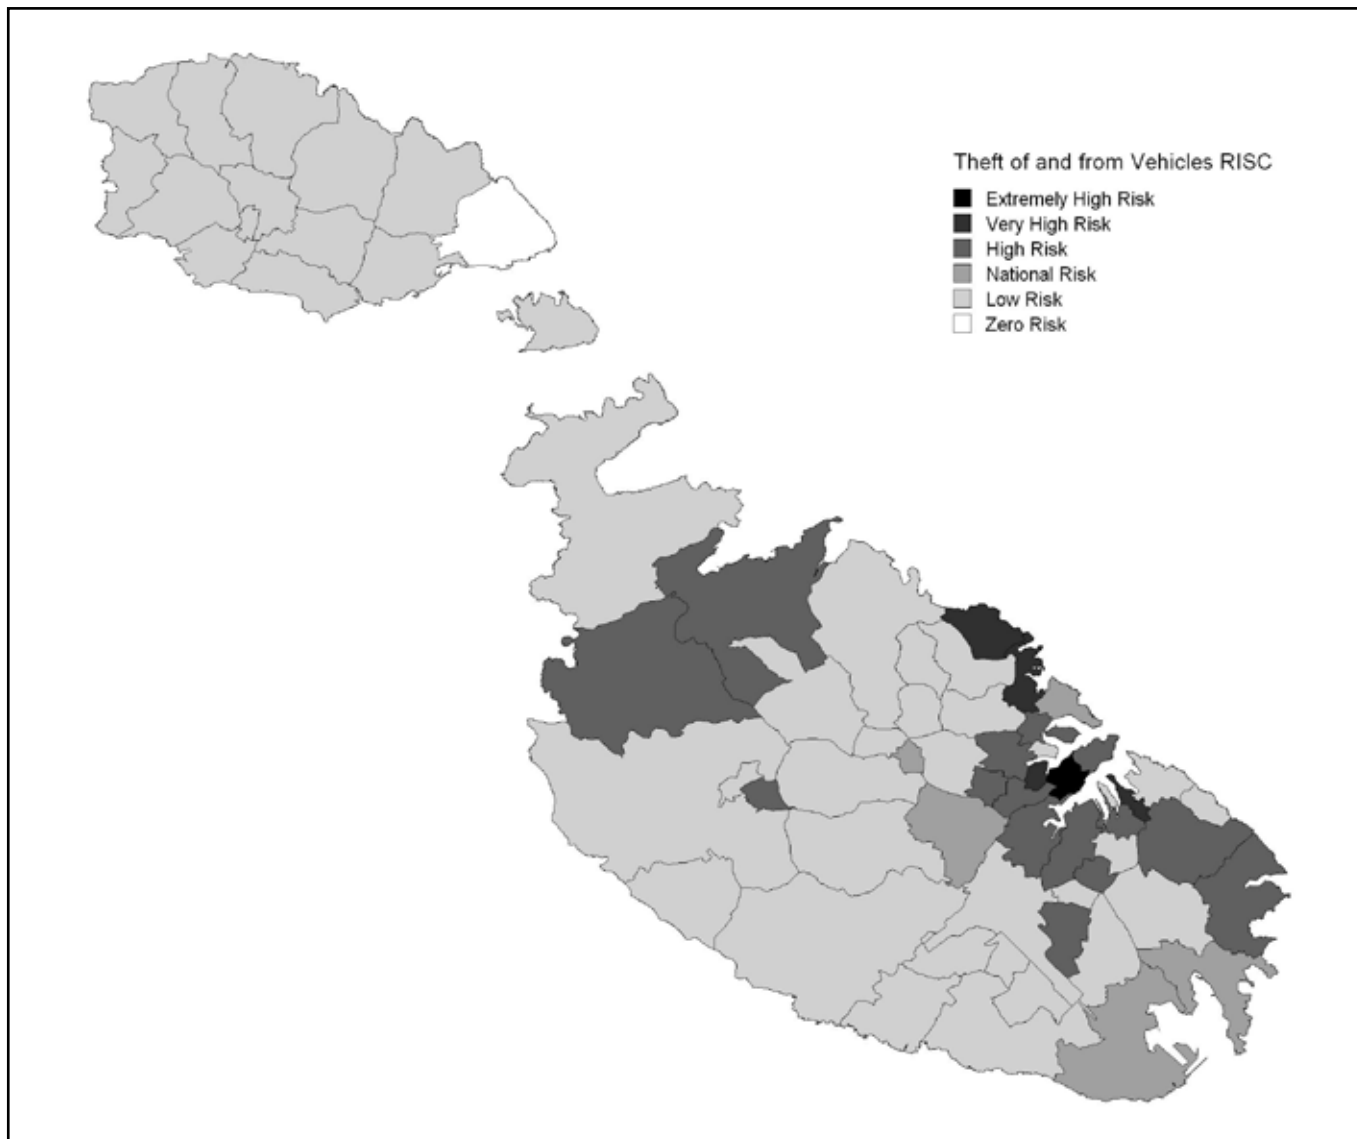 Theft of and from Vehicles RISC
Extremely High Risk
Very High Risk
High Risk
National Risk
Low Risk
Zero Risk